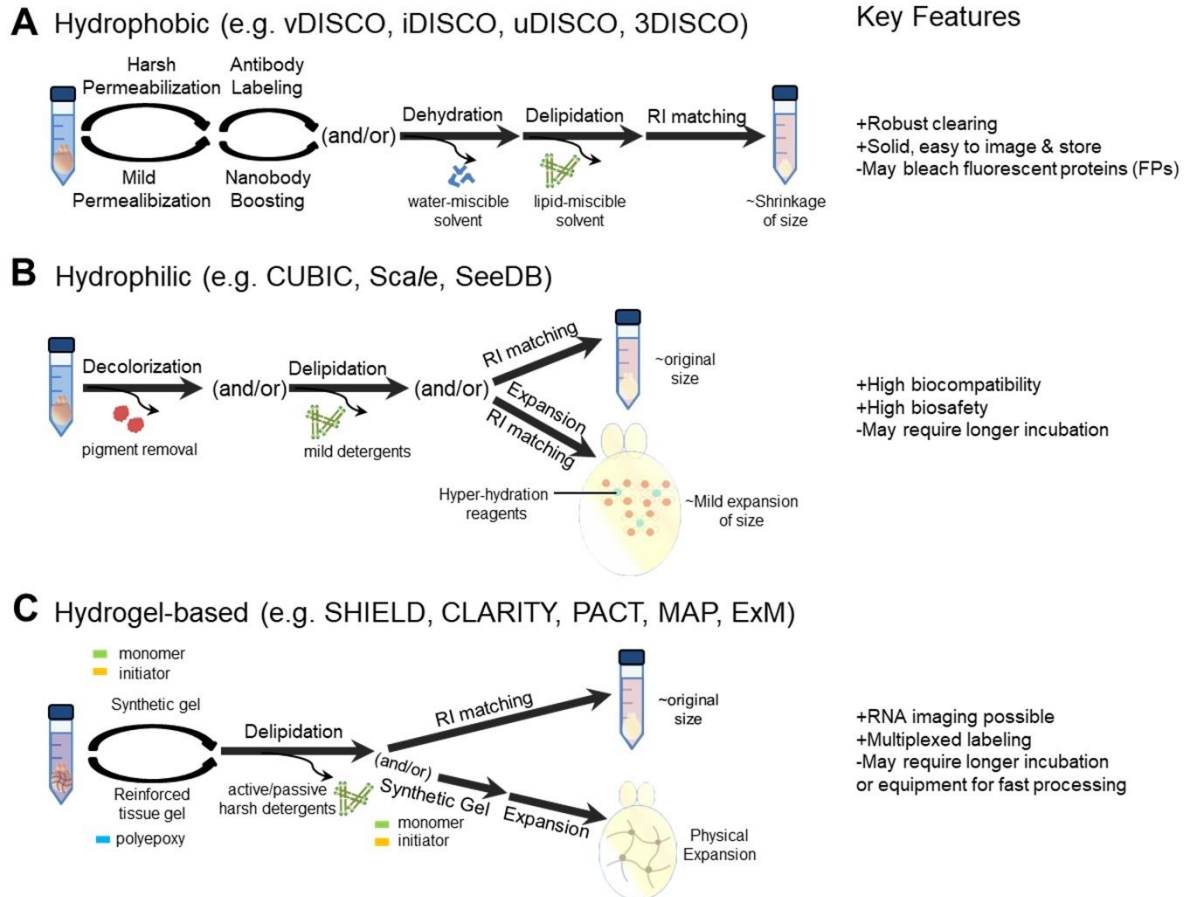 A Hydrophobic (e.g. vDISCO, iDISCO, uDISCO, 3DISCO)
Key Features
Harsh
Permeabilization
Antibody
Labeling
Mild
Permealibization
Nanobody
Boosting
(and/or)
Dehydration
water-miscible
solvent
Delipidation
lipid-miscible
solvent
RI matching
~Shrinkage
of size
+Robust clearing
+Solid, easy to image & store
-May bleach fluorescent proteins (FPs)
B Hydrophilic (e.g. CUBIC, Scale, SeeDB)
Decolorization
pigment removal
(and/or)
Delipidation
mild detergents
(and/or)
RI matching
~original
size
Expansion
RI matching
Hyper-hydration
reagents
~Mild expansion
of size
+High biocompatibility
+High biosafety
-May require longer incubation
C Hydrogel-based (e.g. SHIELD, CLARITY, PACT, MAP, ExM)
monomer
initiator
Synthetic gel
Reinforced
tissue gel
polyepoxy
Delipidation
active/passive
harsh detergents
RI matching
~original
size
(and/or)
Synthetic Gel
monomer
initiator
Expansion
Physical
Expansion
+RNA imaging possible
+Multiplexed labeling
-May require longer incubation
or equipment for fast processing